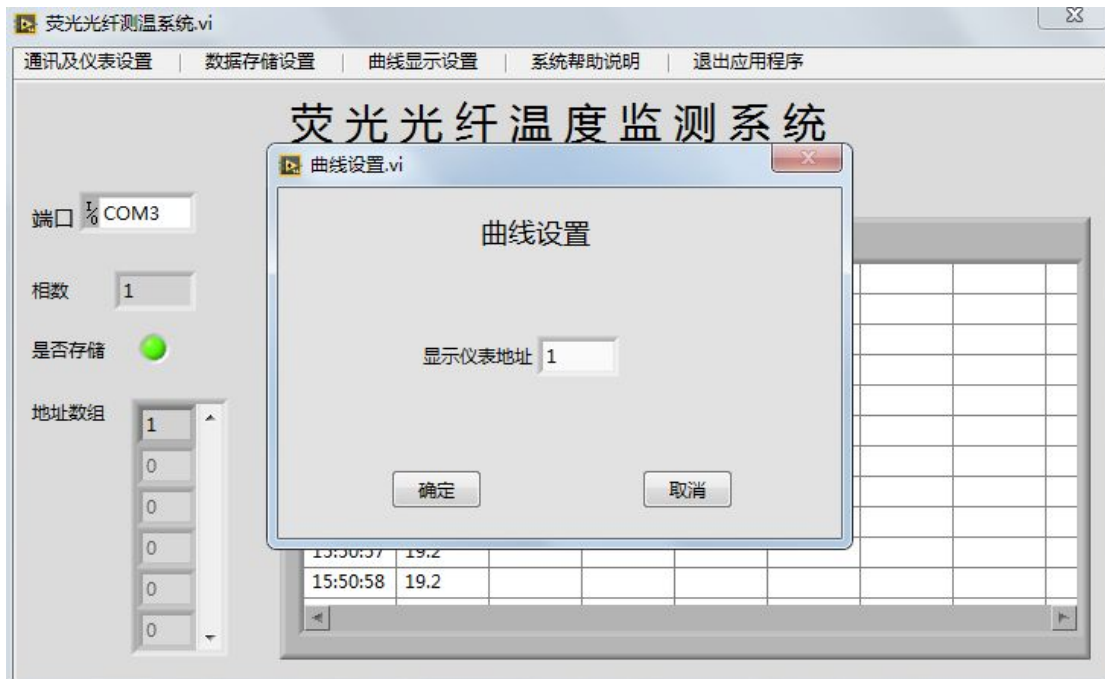 荧光光纤测温系统.vi
通讯及仪表设置 | 数据存储设置 | 曲线显示设置 | 系统帮助说明 | 退出应用程序
荧光光纤温度监测系统
曲线设置.vi
曲线设置
端口 COM3
相数 1
是否存储
显示仪表地址 1
地址数组
1
0
0
0
0
0
确定 取消
15:50:57 19.2
15:50:58 19.2